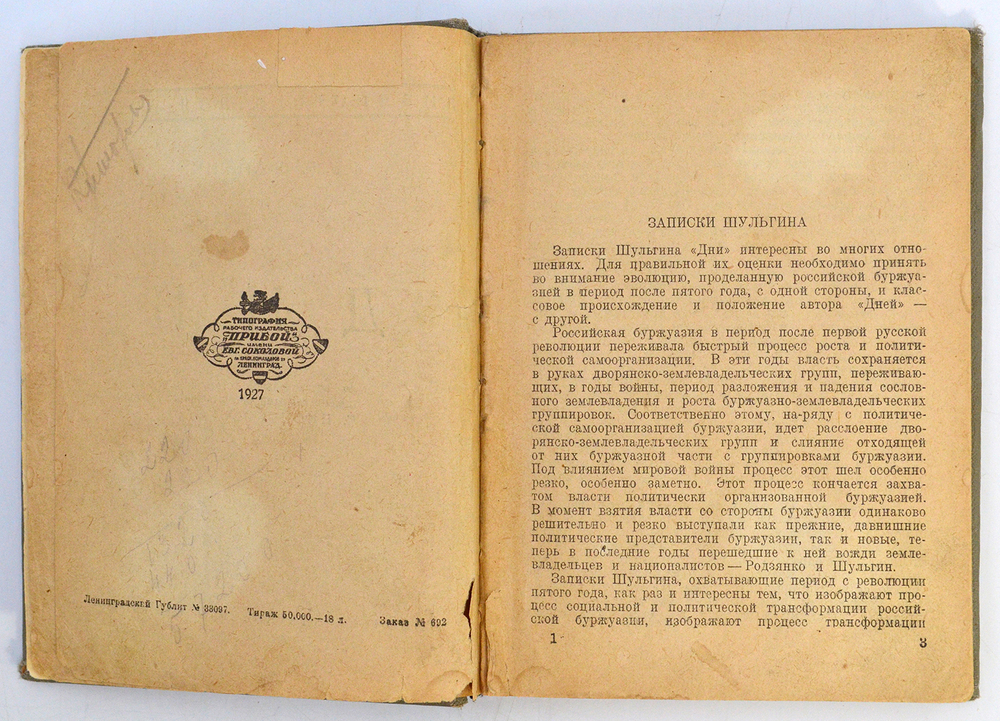 ТИПОГРАФИЯ
РАБОЧЕГО ИЗДАТЕЛЬСТВА
"ПРИБОЙ"
ИМЕНИ
ЕВГ. СОКОЛОВОЙ
ЛЕНИНГРАД.
1927
Ленинградский Гублит № 33097.
Тираж 50.000.—18 л.
Заказ № 692
ЗАПИСКИ ШУЛЬГИНА
Записки Шульгина «Дни» интересны во многих отно-
шениях. Для правильной их оценки необходимо принять
во внимание эволюцию, проделанную российской буржуа-
зией в период после пятого года, с одной стороны, и клас-
совое происхождение и положение автора «Дней» —
с другой.
Российская буржуазия в период после первой русской
революции переживала быстрый процесс роста и полити-
ческой самоорганизации. В эти годы власть сохраняется
в руках дворянско-землевладельческих групп, переживаю-
щих, в годы войны, период разложения и падения сослов-
ного землевладения и роста буржуазно-землевладельческих
группировок. Соответственно этому, на-ряду с политиче-
ской самоорганизацией буржуазии, идет расслоение дво-
рянско-землевладельческих групп и слияние отходящей
от них буржуазной части с группировками буржуазии.
Под влиянием мировой войны процесс этот шел особенно
резко, особенно заметно. Этот процесс кончается захва-
том власти политически организованной буржуазией.
В момент взятия власти со стороны буржуазии одинаково
решительно и резко выступали как прежние, давнишние
политические представители буржуазии, так и новые, те-
перь в последние годы перешедшие к ней вожди земле-
владельцев и националистов — Родзянко и Шульгин.
Записки Шульгина, охватывающие период с революции
пятого года, как раз и интересны тем, что изображают про-
цесс социальной и политической трансформации россий-
ской буржуазии, изображают процесс трансформации
1
3